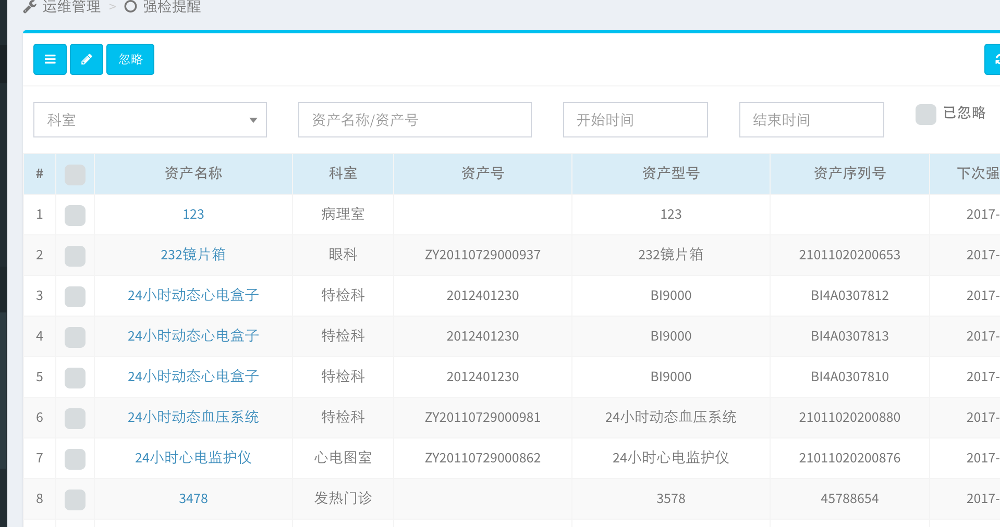 运维管理 > 强检提醒
忽略
科室 资产名称/资产号 开始时间 结束时间 已忽略
# 资产名称 科室 资产号 资产型号 资产序列号 下次强
1 123 病理室 123 2017-
2 232镜片箱 眼科 ZY20110729000937 232镜片箱 21011020200653 2017-
3 24小时动态心电盒子 特检科 2012401230 BI9000 BI4A0307812 2017-
4 24小时动态心电盒子 特检科 2012401230 BI9000 BI4A0307813 2017-
5 24小时动态心电盒子 特检科 2012401230 BI9000 BI4A0307810 2017-
6 24小时动态血压系统 特检科 ZY20110729000981 24小时动态血压系统 21011020200880 2017-
7 24小时心电监护仪 心电图室 ZY20110729000862 24小时心电监护仪 21011020200876 2017-
8 3478 发热门诊 3578 45788654 2017-